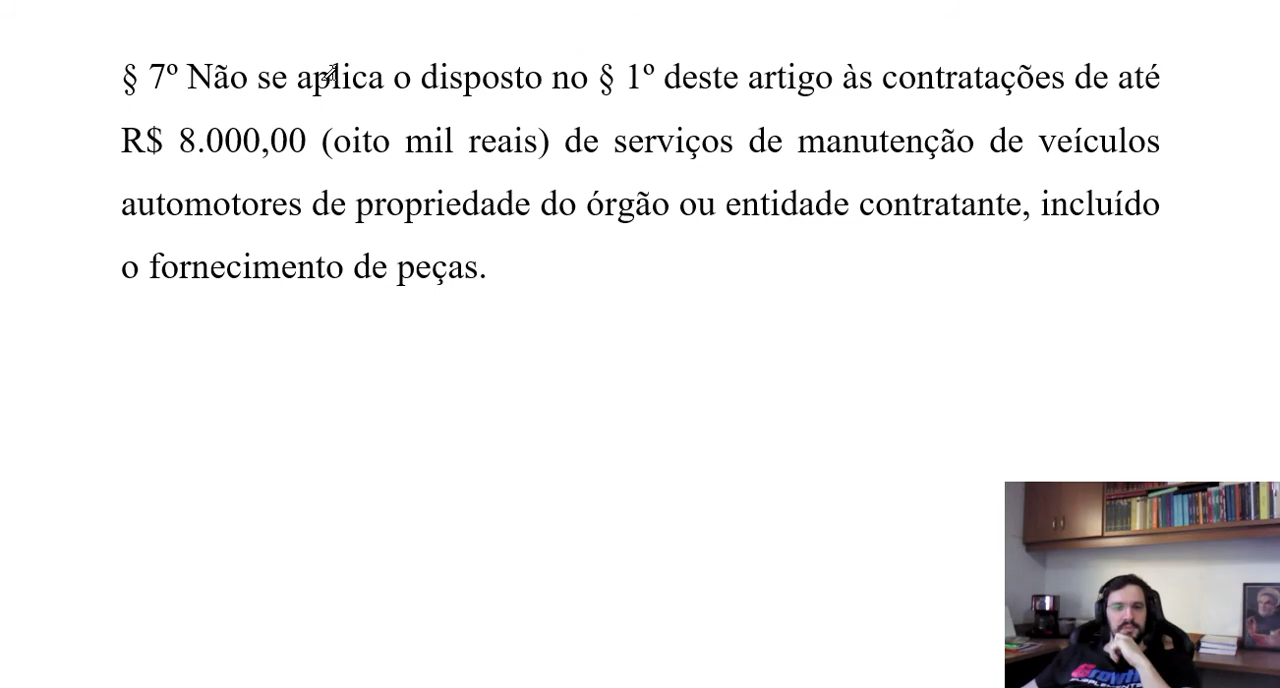 § 7º Não se aplica o disposto no § 1º deste artigo às contratações de até
R$ 8.000,00 (oito mil reais) de serviços de manutenção de veículos
automotores de propriedade do órgão ou entidade contratante, incluído
o fornecimento de peças.
Growth